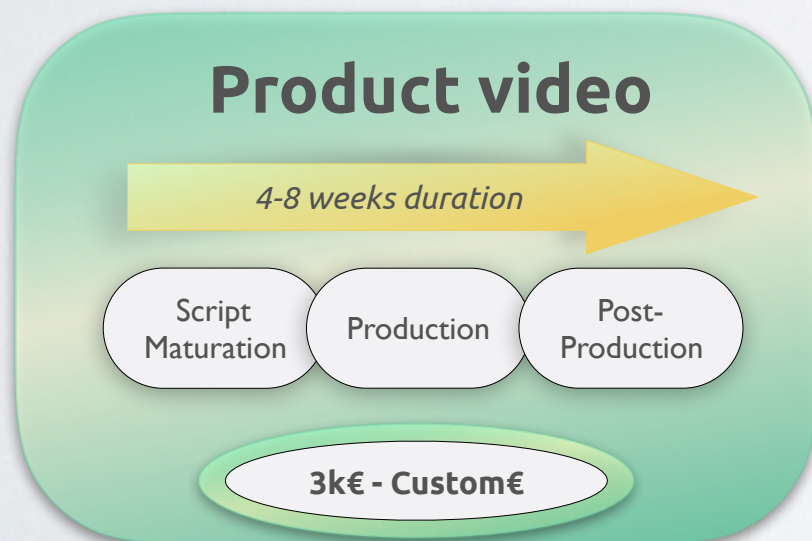 Product video
4-8 weeks duration
Script
Maturation
Production
Post-
Production
3k€ - Custom€